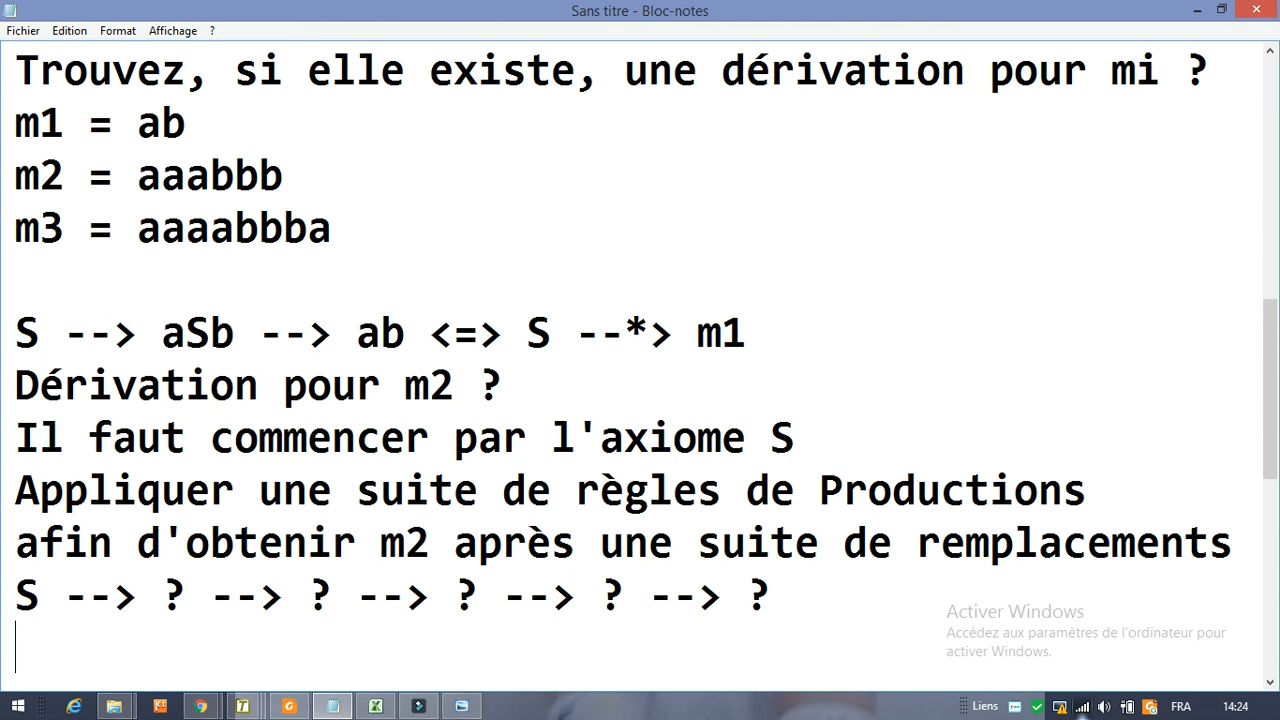 Sans titre - Bloc-notes
Fichier Edition Format Affichage ?
Trouvez, si elle existe, une dérivation pour mi ?
m1 = ab
m2 = aaabbb
m3 = aaaabbba
S --> aSb --> ab <=> S --*> m1
Dérivation pour m2 ?
Il faut commencer par l'axiome S
Appliquer une suite de règles de Productions
afin d'obtenir m2 après une suite de remplacements
S --> ? --> ? --> ? --> ? --> ?
Activer Windows
Accédez aux paramètres de l'ordinateur pour
activer Windows.
Liens FRA 14:24